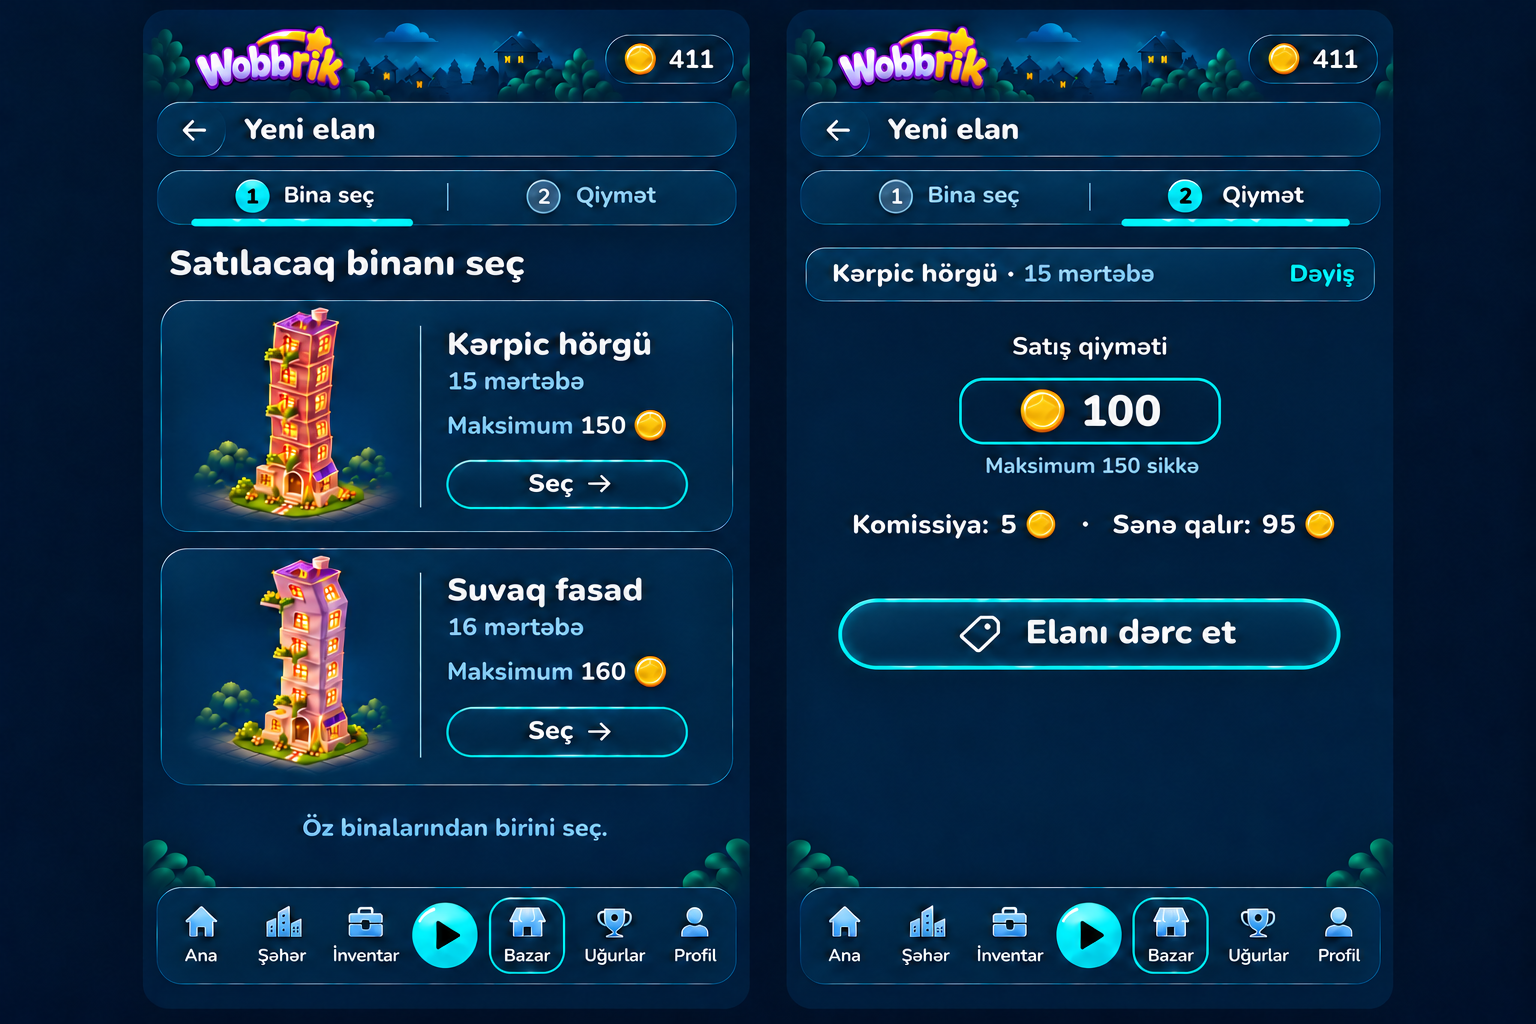 Wobbrik
411
Yeni elan
1 Bina seç
2 Qiymət
Satılacaq binanı seç
Kərpic hörgü
15 mərtəbə
Maksimum 150
Seç →
Suvaq fasad
16 mərtəbə
Maksimum 160
Seç →
Öz binalarından birini seç.
Ana
Şəhər
İnventar
Bazar
Uğurlar
Profil
Wobbrik
411
Yeni elan
1 Bina seç
2 Qiymət
Kərpic hörgü · 15 mərtəbə
Dəyiş
Satış qiyməti
100
Maksimum 150 sikkə
Komissiya: 5 · Sənə qalır: 95
Elanı dərc et
Ana
Şəhər
İnventar
Bazar
Uğurlar
Profil